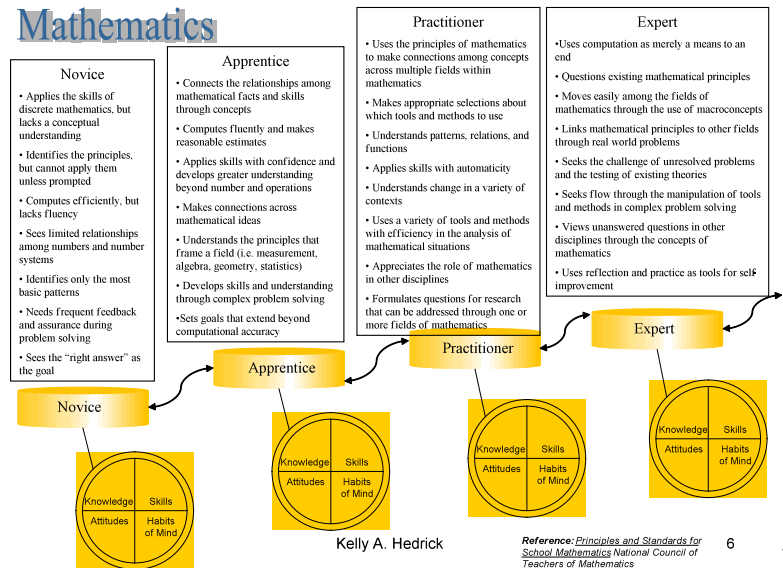 Mathematics
Novice
• Applies the skills of
discrete mathematics, but
lacks a conceptual
understanding
• Identifies the principles,
but cannot apply them
unless prompted
• Computes efficiently, but
lacks fluency
• Sees limited relationships
among numbers and number
systems
• Identifies only the most
basic patterns
• Needs frequent feedback
and assurance during
problem solving
• Sees the “right answer” as
the goal
Apprentice
• Connects the relationships among
mathematical facts and skills
through concepts
• Computes fluently and makes
reasonable estimates
• Applies skills with confidence and
develops greater understanding
beyond number and operations
• Makes connections across
mathematical ideas
• Understands the principles that
frame a field (i.e. measurement,
algebra, geometry, statistics)
• Develops skills and understanding
through complex problem solving
•Sets goals that extend beyond
computational accuracy
Practitioner
• Uses the principles of mathematics
to make connections among concepts
across multiple fields within
mathematics
• Makes appropriate selections about
which tools and methods to use
• Understands patterns, relations, and
functions
• Applies skills with automaticity
• Understands change in a variety of
contexts
• Uses a variety of tools and methods
with efficiency in the analysis of
mathematical situations
• Appreciates the role of mathematics
in other disciplines
• Formulates questions for research
that can be addressed through one or
more fields of mathematics
Expert
•Uses computation as merely a means to an
end
• Questions existing mathematical principles
• Moves easily among the fields of
mathematics through the use of macroconcepts
• Links mathematical principles to other fields
through real world problems
• Seeks the challenge of unresolved problems
and the testing of existing theories
• Seeks flow through the manipulation of tools
and methods in complex problem solving
• Views unanswered questions in other
disciplines through the concepts of
mathematics
• Uses reflection and practice as tools for self-
improvement
Novice
Apprentice
Practitioner
Expert
Knowledge Skills
Attitudes Habits
of Mind
Knowledge Skills
Attitudes Habits
of Mind
Knowledge Skills
Attitudes Habits
of Mind
Knowledge Skills
Attitudes Habits
of Mind
Kelly A. Hedrick
Reference: Principles and Standards for
School Mathematics National Council of
Teachers of Mathematics
6